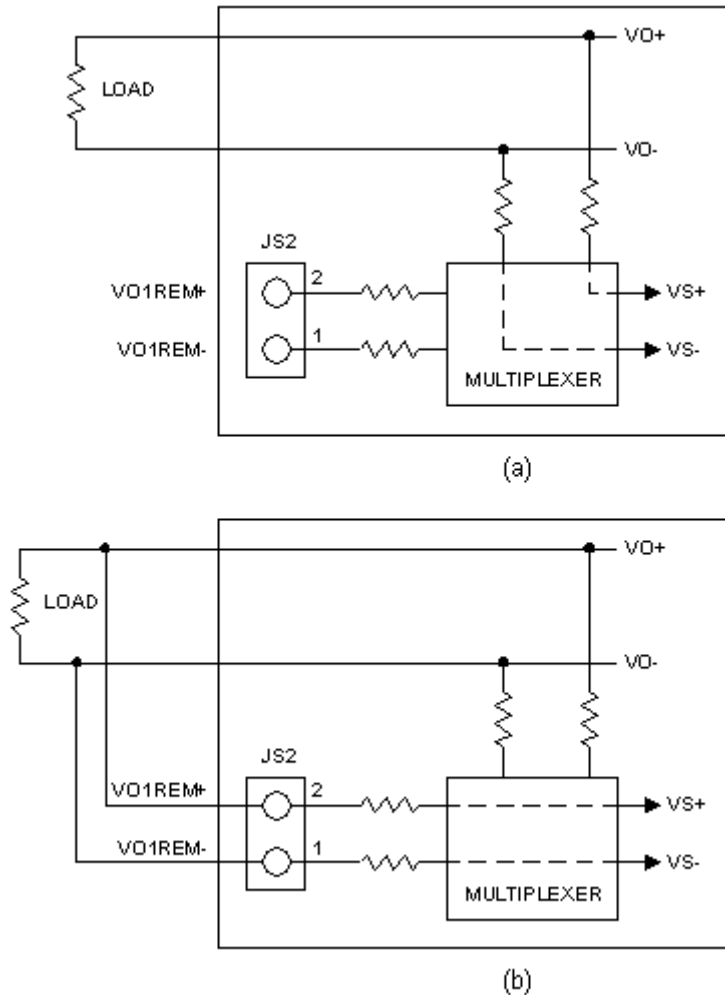 VO+
LOAD
VO-
JS2
VO1REM+
2
VS+
VO1REM-
1
VS-
MULTIPLEXER
(a)
VO+
LOAD
VO-
JS2
VO1REM+
2
VS+
VO1REM-
1
VS-
MULTIPLEXER
(b)